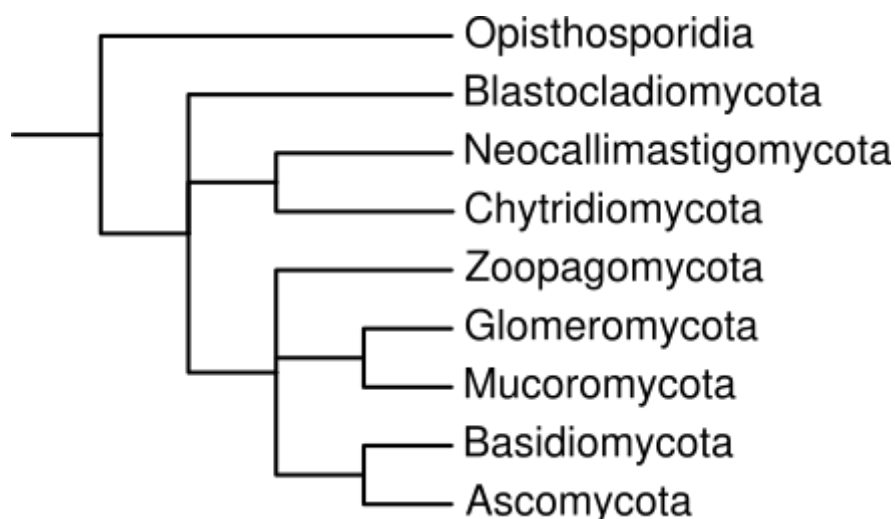 Opisthosporidia
Blastocladiomycota
Neocallimastigomycota
Chytridiomycota
Zoopagomycota
Glomeromycota
Mucoromycota
Basidiomycota
Ascomycota